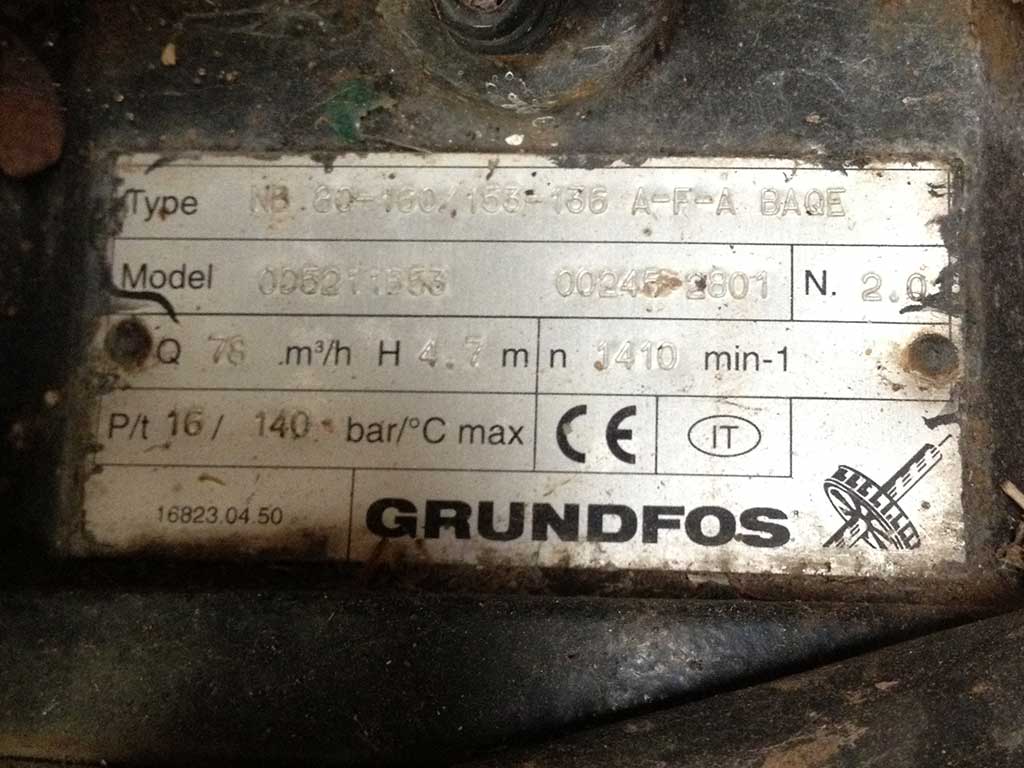 Type NB 80-160/153-136 A-F-A BAQE
Model 00245-2801 N. 2.0
Q 78 m³/h H 4.7 m n 1410 min-1
P/t 16/ 140 bar/°C max CE IT
16823.04.50 GRUNDFOS